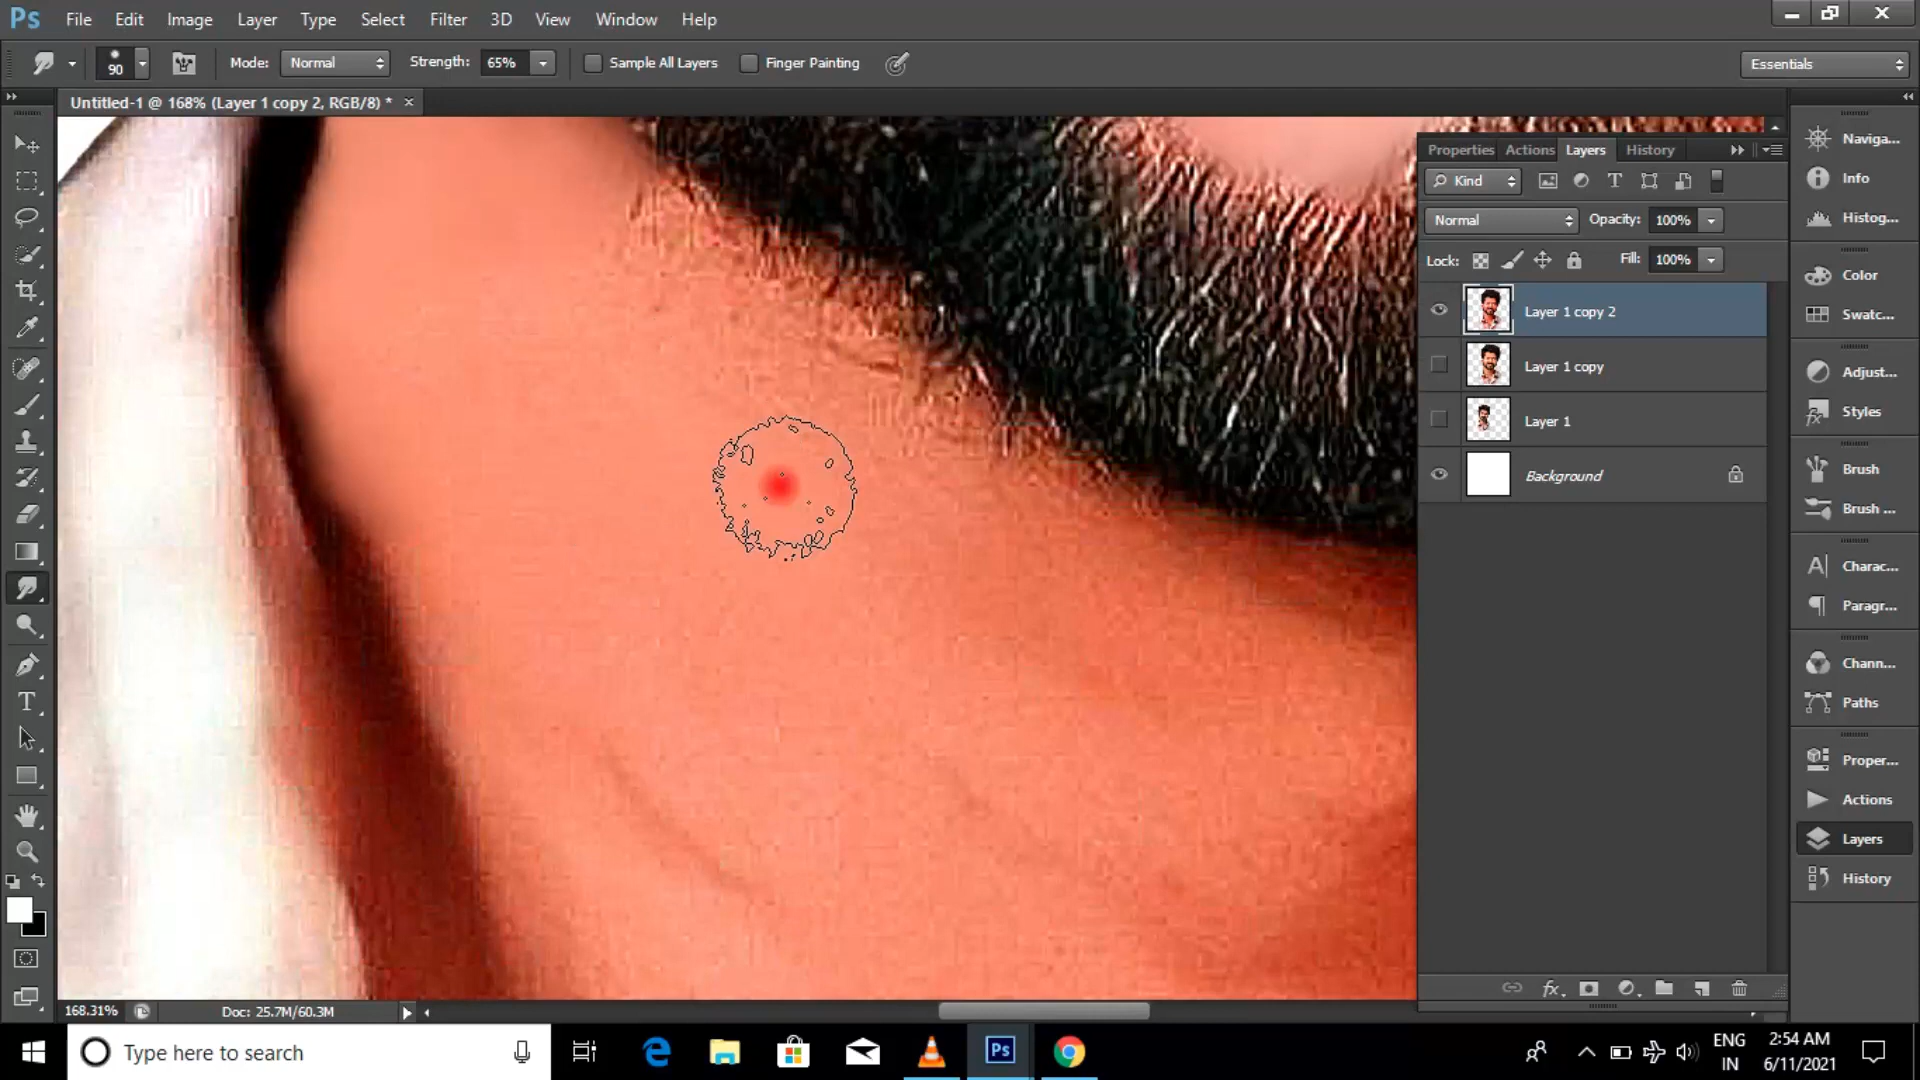 Ps File Edit Image Layer Type Select Filter 3D View Window Help
90 Mode: Normal Strength: 65% Sample All Layers Finger Painting Essentials
Untitled-1 @ 168% (Layer 1 copy 2, RGB/8) * ×
Properties Actions Layers History
Kind
Normal Opacity: 100%
Lock: Fill: 100%
Layer 1 copy 2
Layer 1 copy
Layer 1
Background
Naviga...
Info
Histog...
Color
Swatc...
Adjust...
Styles
Brush
Brush ...
Charac...
Paragr...
Chann...
Paths
Proper...
Actions
Layers
History
168.31% Doc: 25.7M/60.3M
Type here to search
Ps
ENG
IN
2:54 AM
6/11/2021